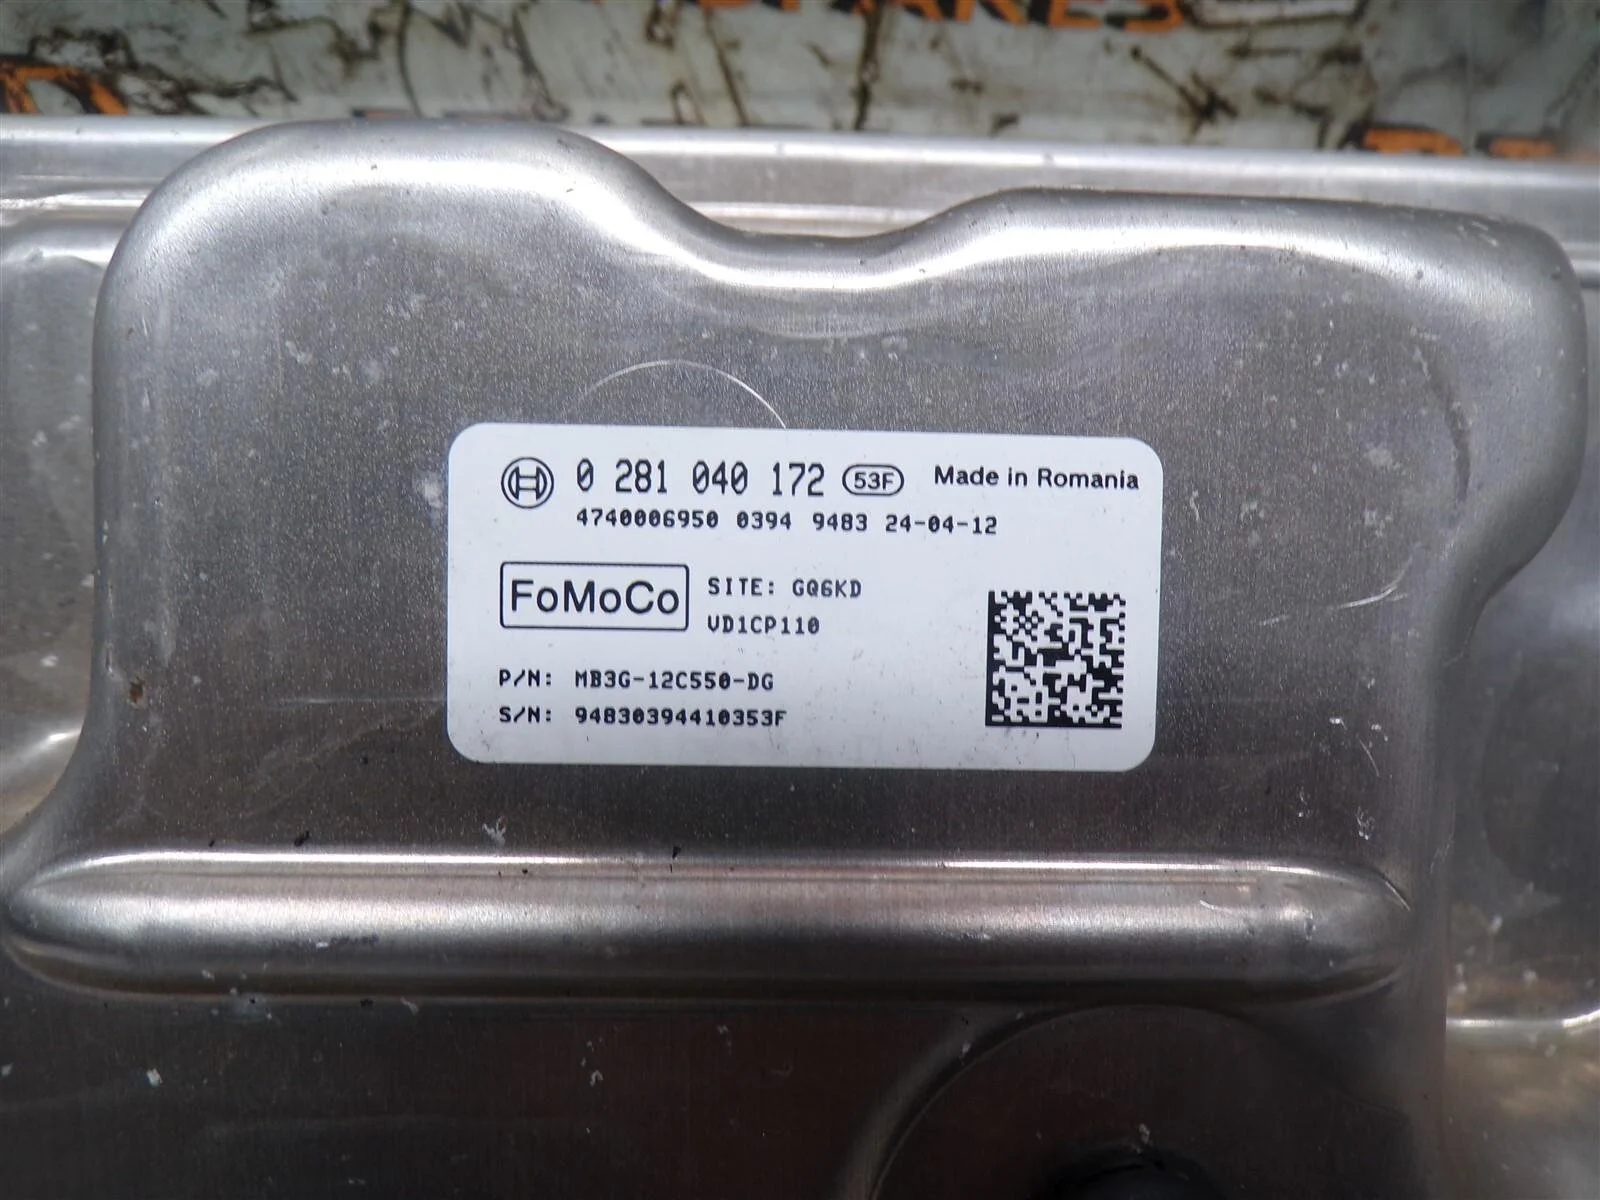 0 281 040 172 53F Made in Romania
4740006950 0394 9483 24-04-12
FoMoCo
SITE: GQ6KD
VD1CP110
P/N: MB3G-12C550-DG
S/N: 94830394410353F